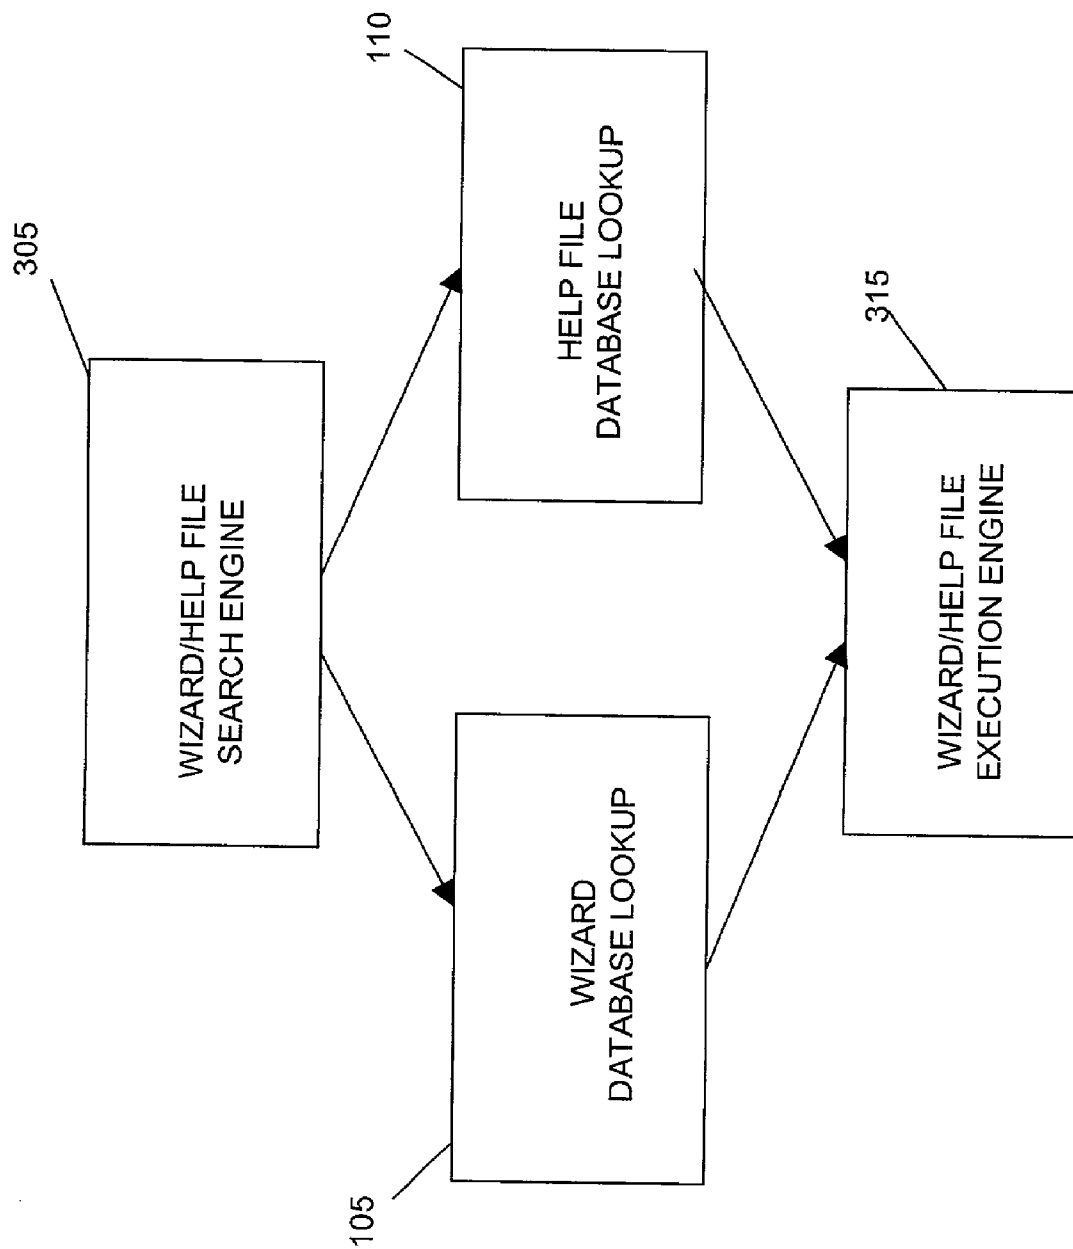 305
WIZARD/HELP FILE
SEARCH ENGINE
105
WIZARD
DATABASE LOOKUP
110
HELP FILE
DATABASE LOOKUP
315
WIZARD/HELP FILE
EXECUTION ENGINE